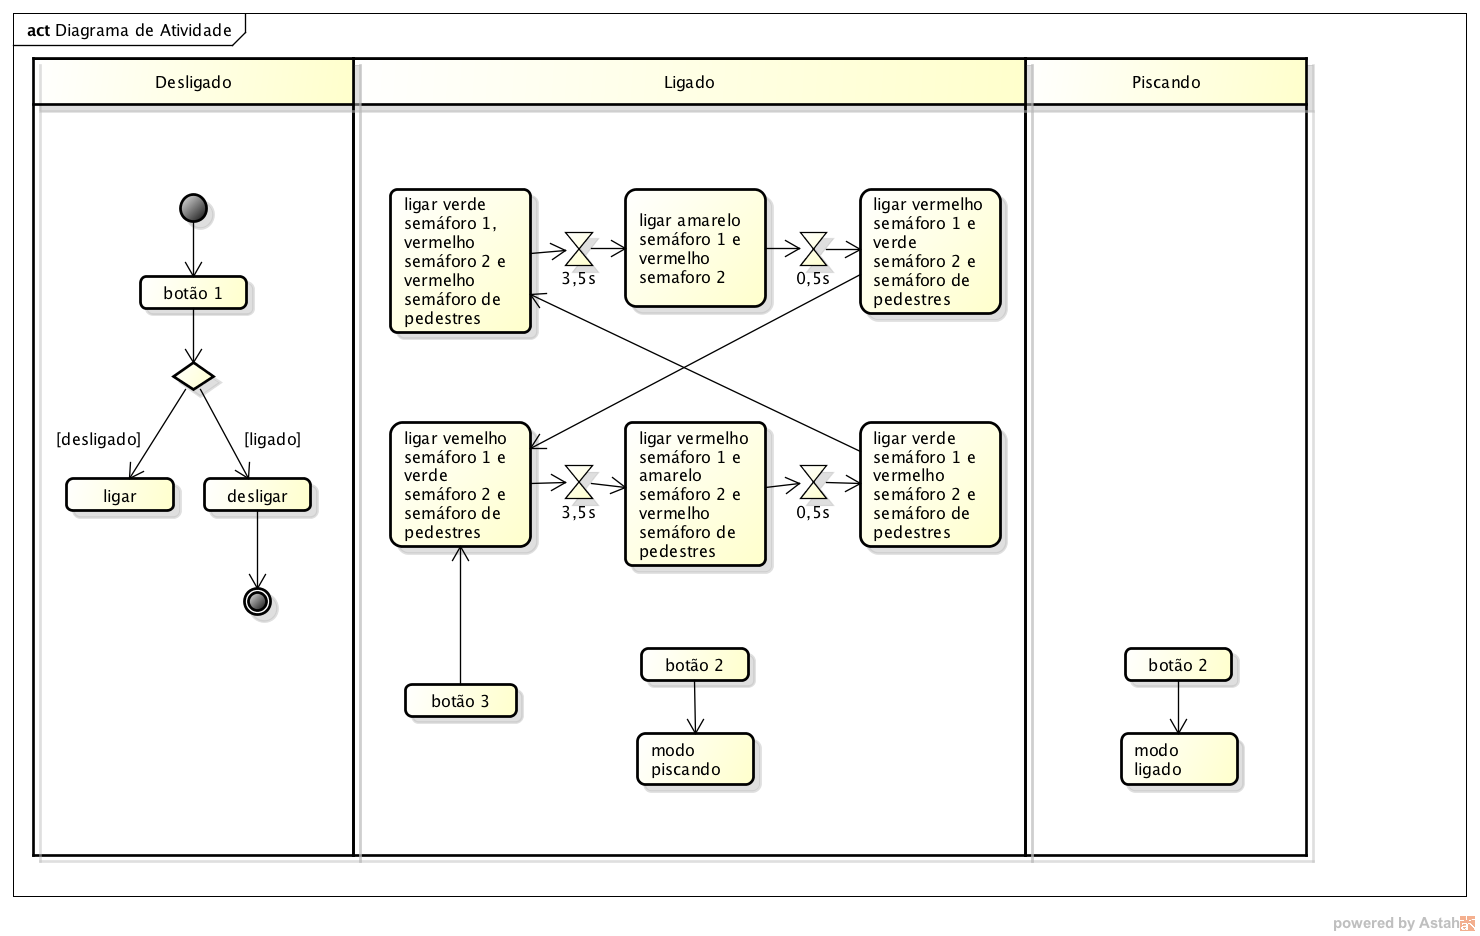 act Diagrama de Atividade
Desligado
Ligado
Piscando
botão 1
[desligado]
[ligado]
ligar
desligar
ligar verde
semáforo 1,
vermelho
semáforo 2 e
vermelho
semáforo de
pedestres
3,5s
ligar amarelo
semáforo 1 e
vermelho
semaforo 2
0,5s
ligar vermelho
semáforo 1 e
verde
semáforo 2 e
semáforo de
pedestres
ligar vemelho
semáforo 1 e
verde
semáforo 2 e
semáforo de
pedestres
3,5s
ligar vermelho
semáforo 1 e
amarelo
semáforo 2 e
vermelho
semáforo de
pedestres
0,5s
ligar verde
semáforo 1 e
vermelho
semáforo 2 e
semáforo de
pedestres
botão 3
botão 2
modo
piscando
botão 2
modo
ligado
powered by Astah